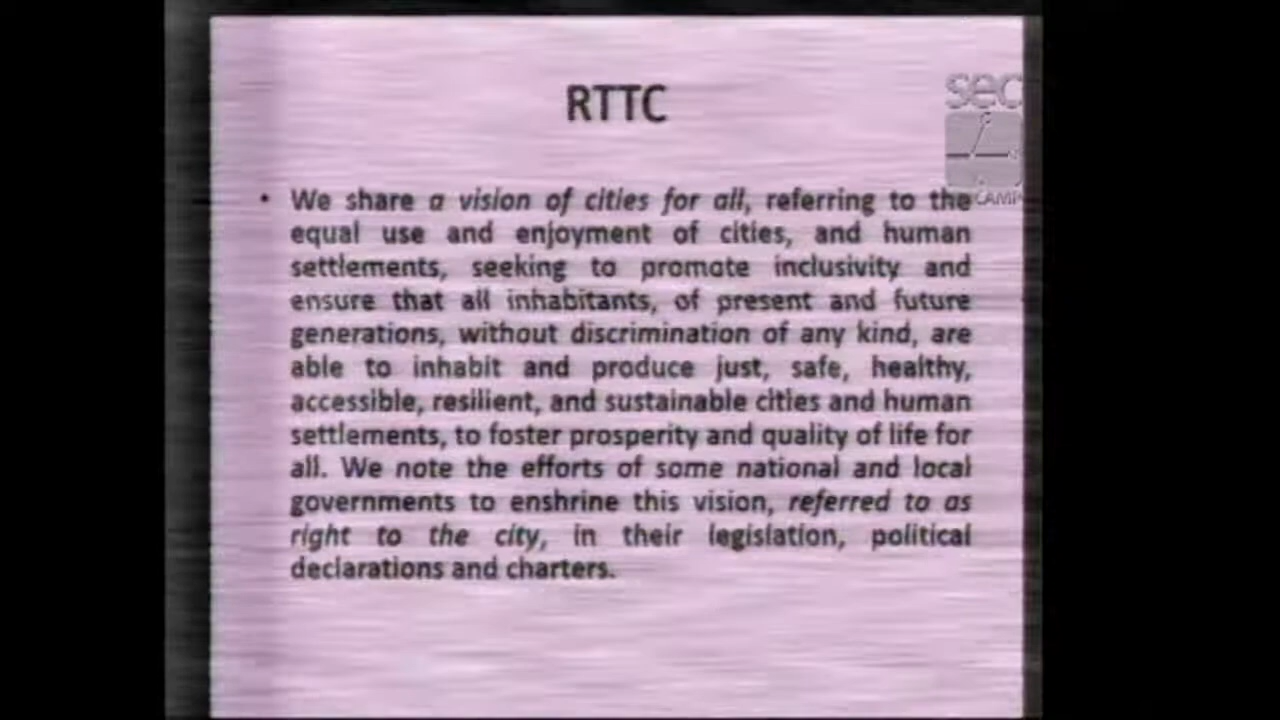 RTTC
sec
CAMP
• We share a vision of cities for all, referring to the
equal use and enjoyment of cities, and human
settlements, seeking to promote inclusivity and
ensure that all inhabitants, of present and future
generations, without discrimination of any kind, are
able to inhabit and produce just, safe, healthy,
accessible, resilient, and sustainable cities and human
settlements, to foster prosperity and quality of life for
all. We note the efforts of some national and local
governments to enshrine this vision, referred to as
right to the city, in their legislation, political
declarations and charters.